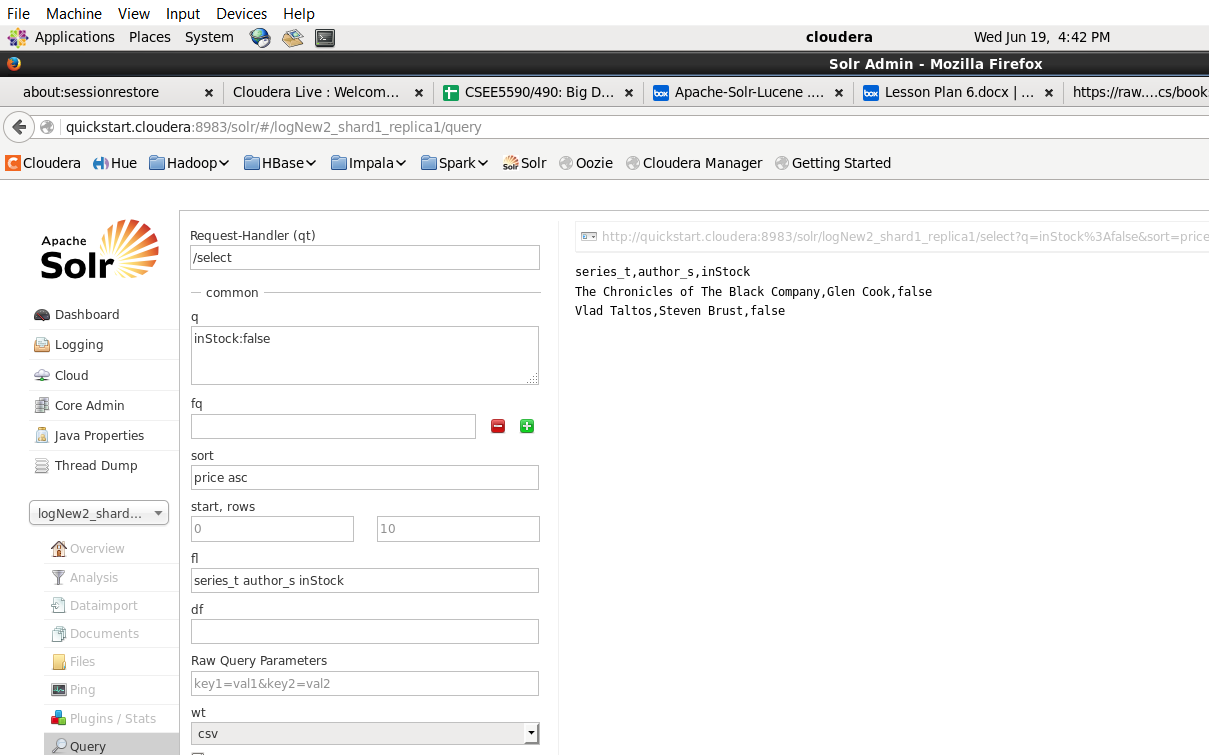 File Machine View Input Devices Help
Applications Places System cloudera Wed Jun 19, 4:42 PM
Solr Admin - Mozilla Firefox
about:sessionrestore × Cloudera Live : Welcom... × CSEE5590/490: Big D... × Apache-Solr-Lucene .... × Lesson Plan 6.docx | ... × https://raw....cs/books
quickstart.cloudera:8983/solr/#/logNew2_shard1_replica1/query
Cloudera Hue Hadoop HBase Impala Spark Solr Oozie Cloudera Manager Getting Started
Apache
Solr
Dashboard
Logging
Cloud
Core Admin
Java Properties
Thread Dump
logNew2_shard...
Overview
Analysis
Dataimport
Documents
Files
Ping
Plugins / Stats
Query
Request-Handler (qt)
/select
common
q
inStock:false
fq
sort
price asc
start, rows
0 10
fl
series_t author_s inStock
df
Raw Query Parameters
key1=val1&key2=val2
wt
csv
http://quickstart.cloudera:8983/solr/logNew2_shard1_replica1/select?q=inStock%3Afalse&sort=price
series_t,author_s,inStock
The Chronicles of The Black Company,Glen Cook,false
Vlad Taltos,Steven Brust,false